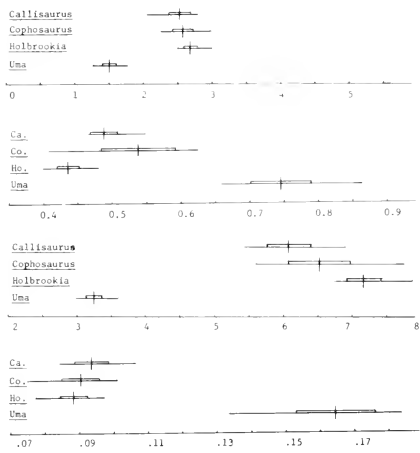 Callisaurus
Cophosaurus
Holbrookia
Uma
0 1 2 3 4 5
Ca.
Co.
Ho.
Uma
0.4 0.5 0.6 0.7 0.8 0.9
Callisaurus
Cophosaurus
Holbrookia
Uma
2 3 4 5 6 7 8
Ca.
Co.
Ho.
Uma
.07 .09 .11 .13 .15 .17